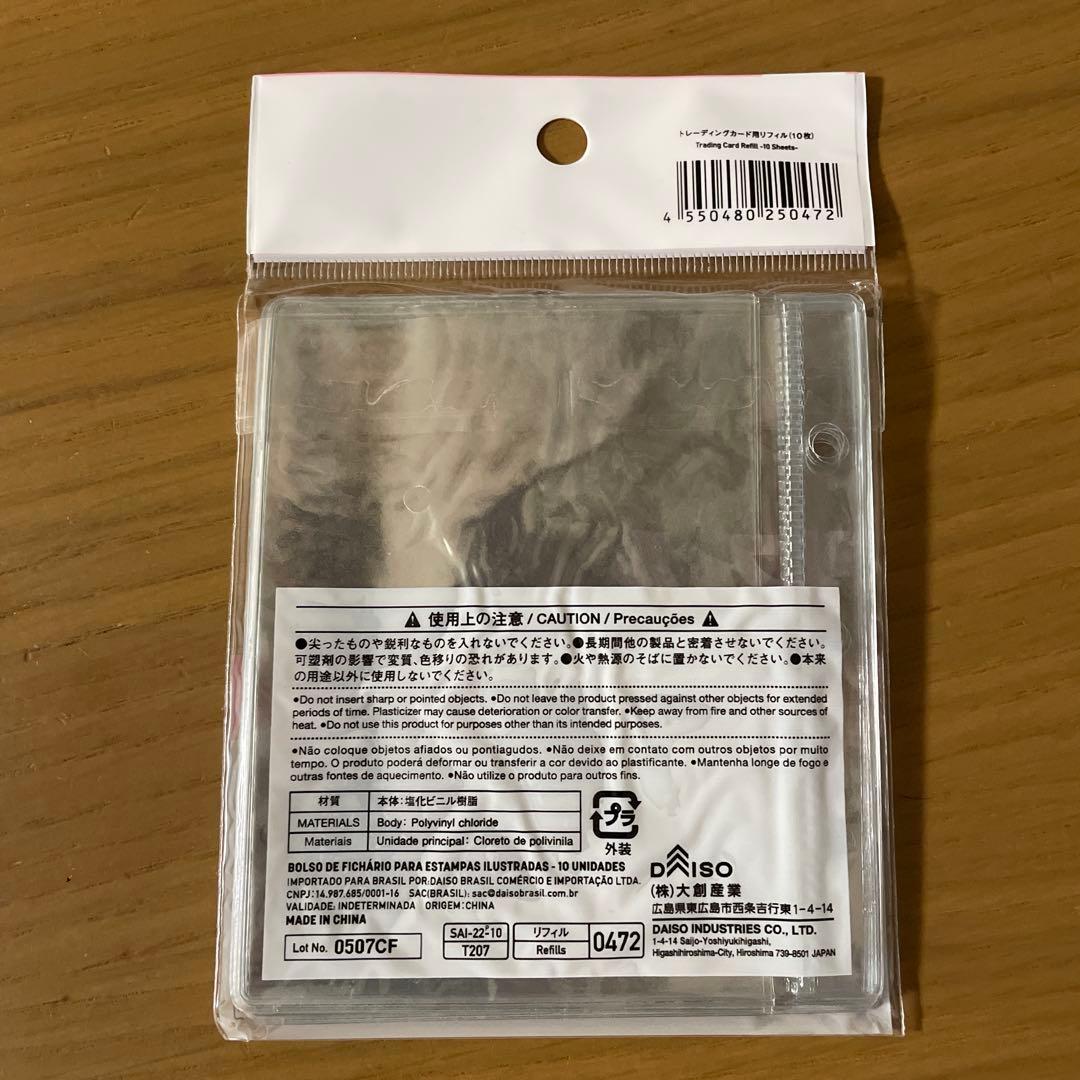 トレーディングカード用リフィル(10枚)
Trading Card Refill -10 Sheets-
4 550480 250472
使用上の注意 / CAUTION / Precauções
●尖ったものや鋭利なものを入れないでください。●長期間他の製品と密着させないでください。
可塑剤の影響で変質、色移りの恐れがあります。●火や熱源のそばに置かないでください。●本来
の用途以外に使用しないでください。
●Do not insert sharp or pointed objects. ●Do not leave the product pressed against other objects for extended
periods of time. Plasticizer may cause deterioration or color transfer. ●Keep away from fire and other sources of
heat. ●Do not use this product for purposes other than its intended purposes.
●Não coloque objetos afiados ou pontiagudos. ●Não deixe em contato com outros objetos por muito
tempo. O produto poderá deformar ou transferir a cor devido ao plastificante. ●Mantenha longe de fogo e
outras fontes de aquecimento. ●Não utilize o produto para outros fins.
材質 本体:塩化ビニル樹脂
MATERIALS Body: Polyvinyl chloride
Materiais Unidade principal: Cloreto de polivinila
プラ
外装
BOLSO DE FICHÁRIO PARA ESTAMPAS ILUSTRADAS - 10 UNIDADES
IMPORTADO PARA BRASIL POR:DAISO BRASIL COMÉRCIO E IMPORTAÇÃO LTDA.
CNPJ:14.987.685/0001-16 SAC(BRASIL): sac@daisobrasil.com.br
VALIDADE: INDETERMINADA ORIGEM:CHINA
MADE IN CHINA
Lot No. 0507CF
SAI-22-P-10
T207
リフィル
Refills
0472
DAISO
(株)大創産業
広島県東広島市西条吉行東1-4-14
DAISO INDUSTRIES CO., LTD.
1-4-14 Saijo-Yoshiyukihigashi,
Higashihiroshima-City, Hiroshima 739-8501 JAPAN